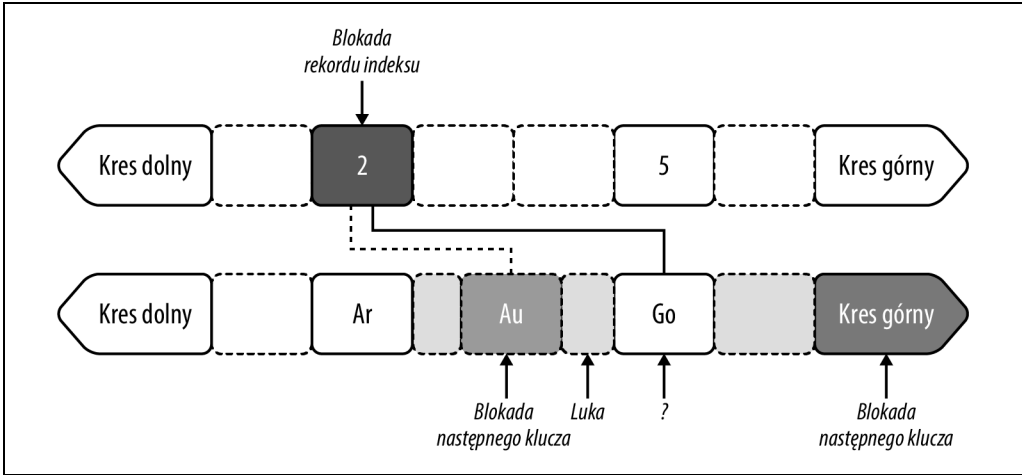 Blokada
rekordu indeksu
Kres dolny
2
5
Kres górny
Kres dolny
Ar
Au
Go
Kres górny
Blokada
następnego klucza
Luka
?
Blokada
następnego klucza